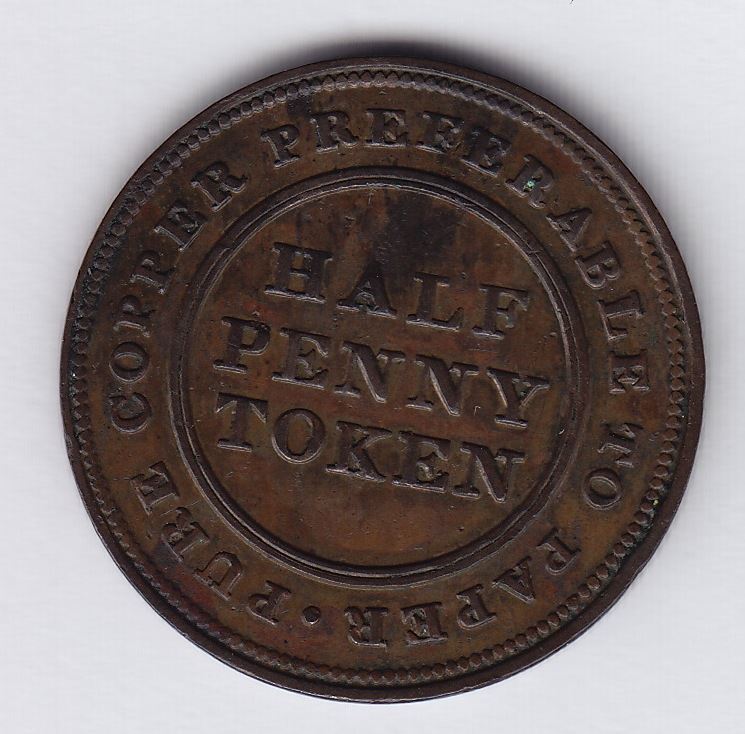 PURE COPPER PREFERABLE TO PAPER •
HALF
PENNY
TOKEN